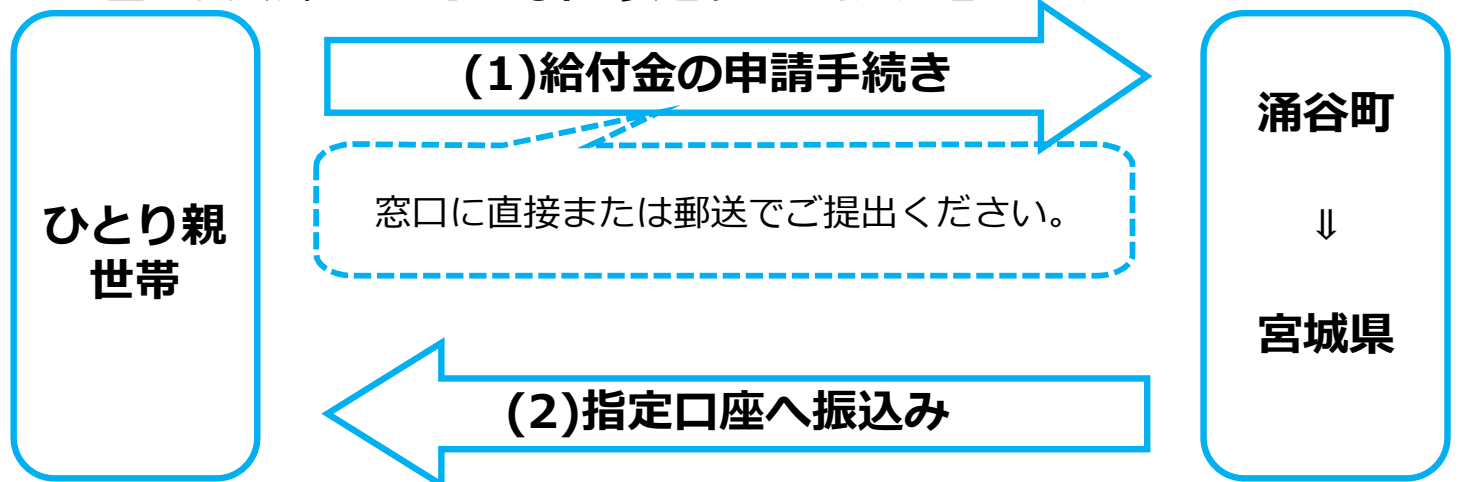 (1)給付金の申請手続き
窓口に直接または郵送でご提出ください。
ひとり親
世帯
涌谷町
⇓
宮城県
(2)指定口座へ振込み